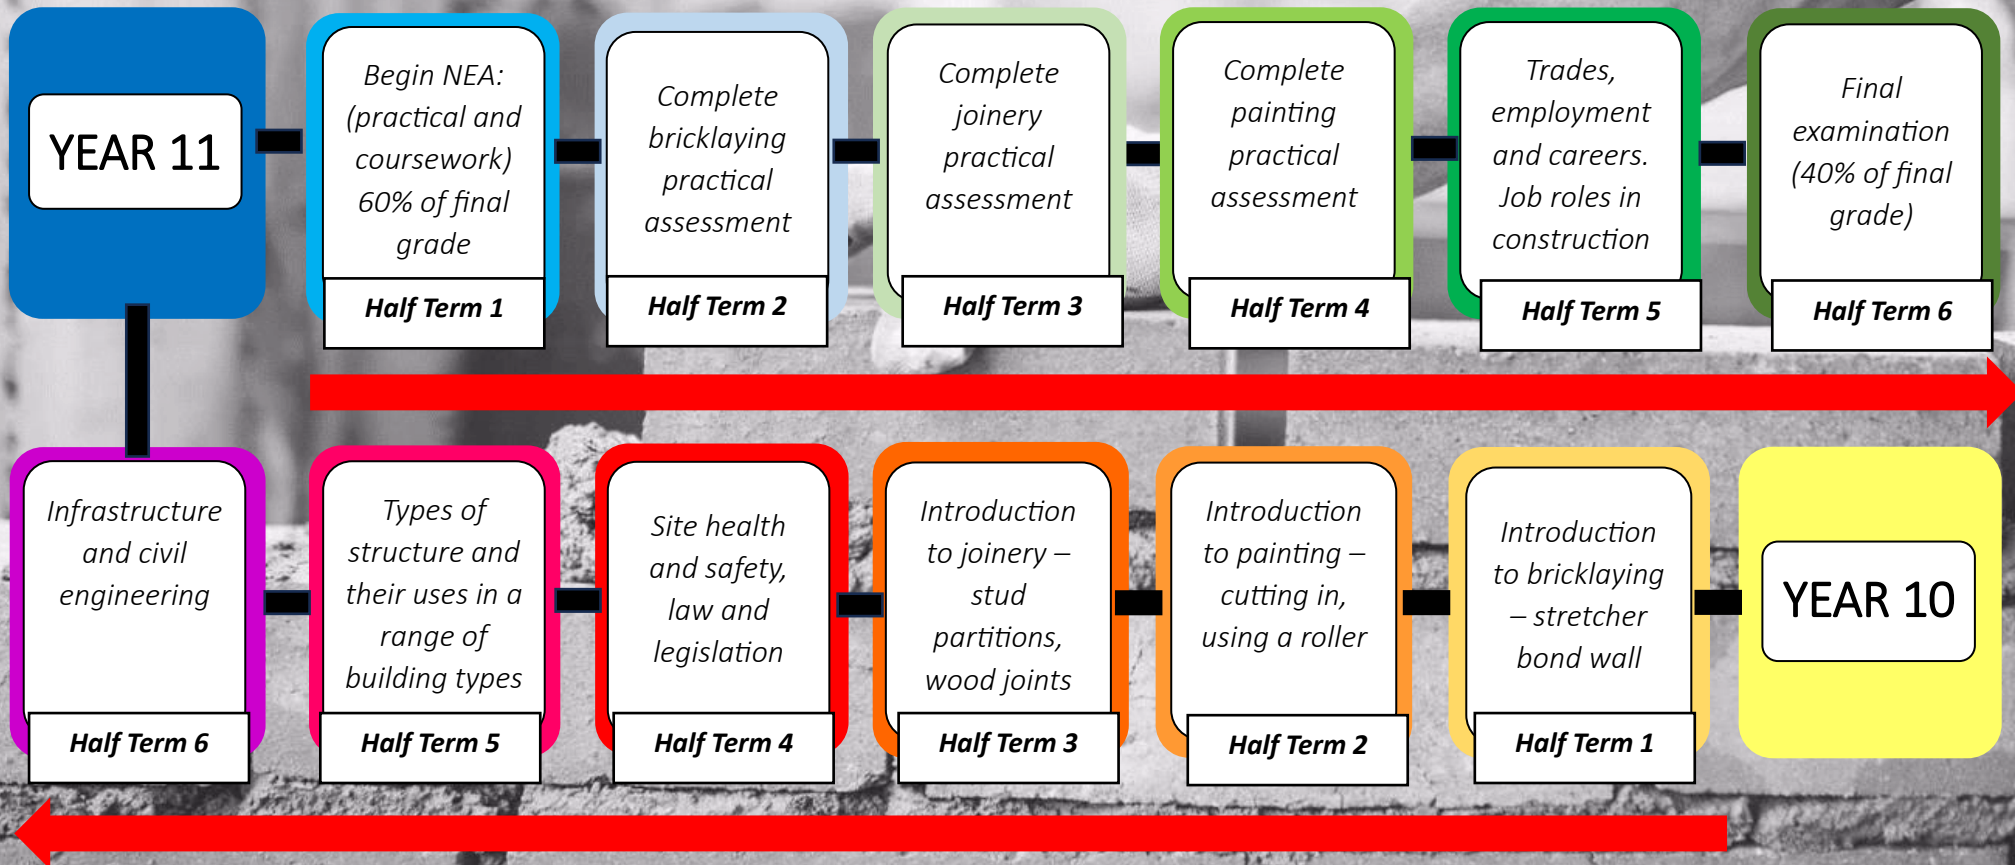 YEAR 11
Begin NEA:
(practical and
coursework)
60% of final
grade
Half Term 1
Complete
bricklaying
practical
assessment
Half Term 2
Complete
joinery
practical
assessment
Half Term 3
Complete
painting
practical
assessment
Half Term 4
Trades,
employment
and careers.
Job roles in
construction
Half Term 5
Final
examination
(40% of final
grade)
Half Term 6
Infrastructure
and civil
engineering
Half Term 6
Types of
structure and
their uses in a
range of
building types
Half Term 5
Site health
and safety,
law and
legislation
Half Term 4
Introduction
to joinery –
stud
partitions,
wood joints
Half Term 3
Introduction
to painting –
cutting in,
using a roller
Half Term 2
Introduction
to bricklaying
– stretcher
bond wall
Half Term 1
YEAR 10